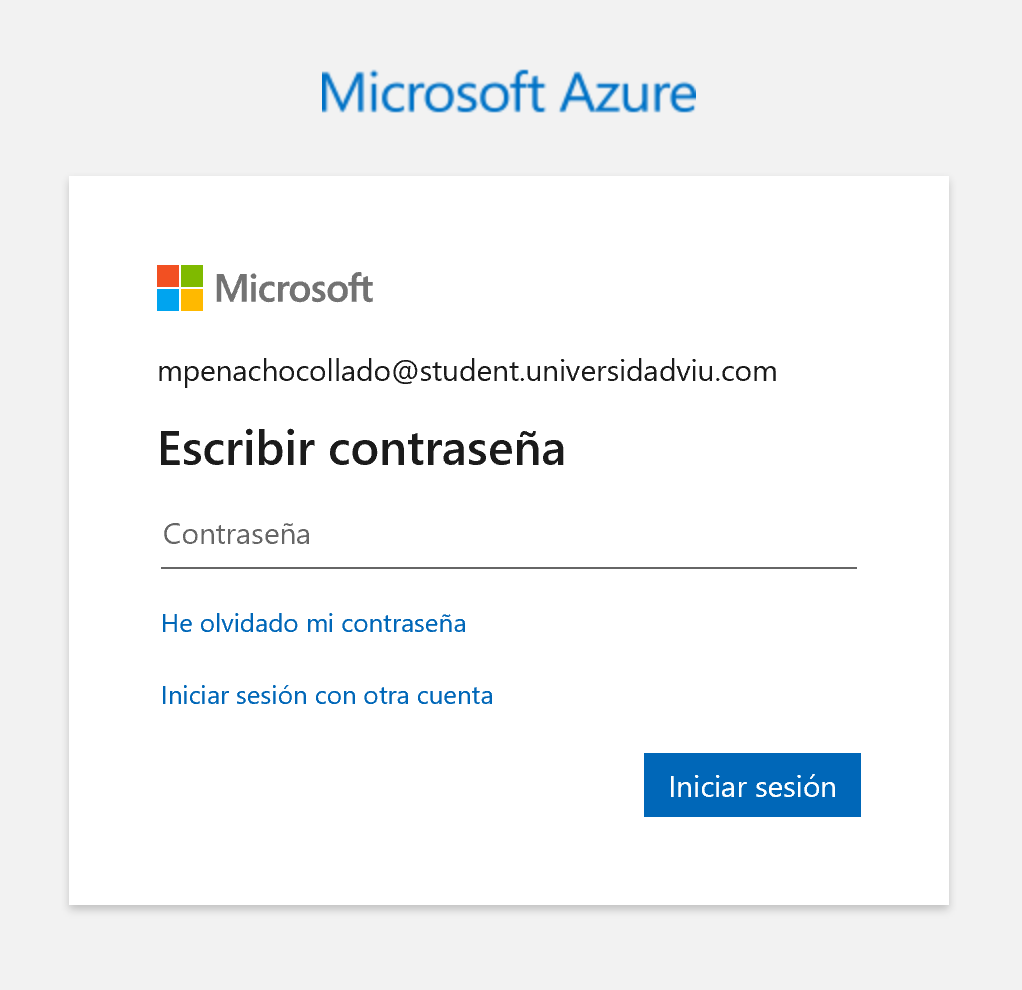 Microsoft Azure
Microsoft
mpenachocollado@student.universidadviu.com
Escribir contraseña
Contraseña
He olvidado mi contraseña
Iniciar sesión con otra cuenta
Iniciar sesión